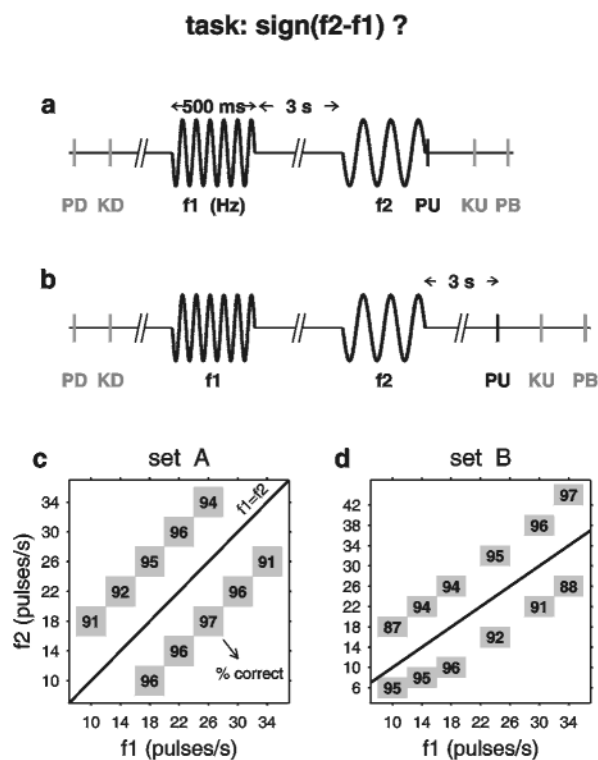 task: sign(f2-f1) ?
a
500 ms
3 s
PD KD f1 (Hz) f2 PU KU PB
b
3 s
PD KD f1 f2 PU KU PB
c set A
f2 (pulses/s)
34
30
26
22
18
14
10
f1=f2
94
96
95 91
92 96
91 97
96
96
% correct
10 14 18 22 26 30 34
f1 (pulses/s)
d set B
42
38
34
32
26
22
18
10
6
97
96
95
94
94 88
87 91
92
96
95
95
10 14 18 24 30 34
f1 (pulses/s)